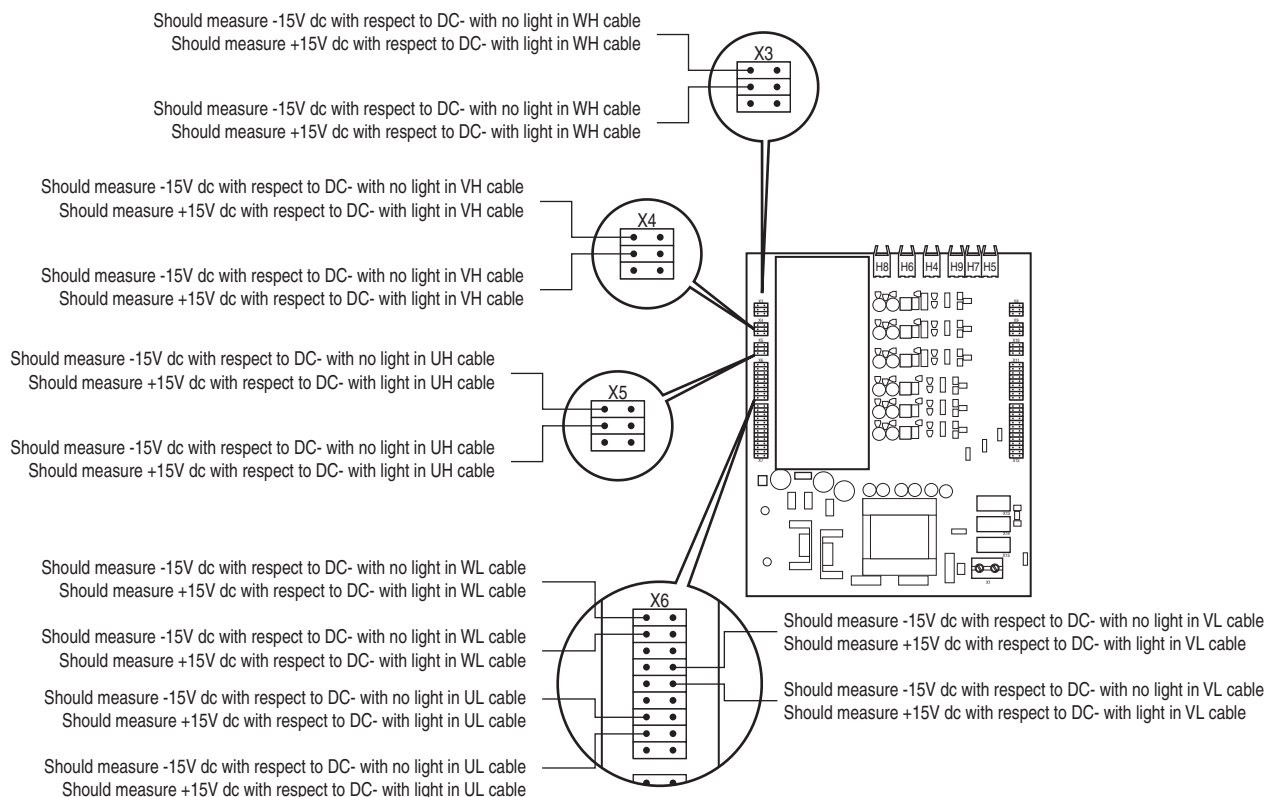 Should measure -15V dc with respect to DC- with no light in WH cable
Should measure +15V dc with respect to DC- with light in WH cable
X3
Should measure -15V dc with respect to DC- with no light in WH cable
Should measure +15V dc with respect to DC- with light in WH cable
Should measure -15V dc with respect to DC- with no light in VH cable
Should measure +15V dc with respect to DC- with light in VH cable
X4
Should measure -15V dc with respect to DC- with no light in VH cable
Should measure +15V dc with respect to DC- with light in VH cable
H8 H6 H4 H9 H7 H5
Should measure -15V dc with respect to DC- with no light in UH cable
Should measure +15V dc with respect to DC- with light in UH cable
X5
Should measure -15V dc with respect to DC- with no light in UH cable
Should measure +15V dc with respect to DC- with light in UH cable
Should measure -15V dc with respect to DC- with no light in WL cable
Should measure +15V dc with respect to DC- with light in WL cable
X6
Should measure -15V dc with respect to DC- with no light in WL cable
Should measure +15V dc with respect to DC- with light in WL cable
Should measure -15V dc with respect to DC- with no light in UL cable
Should measure +15V dc with respect to DC- with light in UL cable
Should measure -15V dc with respect to DC- with no light in UL cable
Should measure +15V dc with respect to DC- with light in UL cable
Should measure -15V dc with respect to DC- with no light in VL cable
Should measure +15V dc with respect to DC- with light in VL cable
Should measure -15V dc with respect to DC- with no light in VL cable
Should measure +15V dc with respect to DC- with light in VL cable